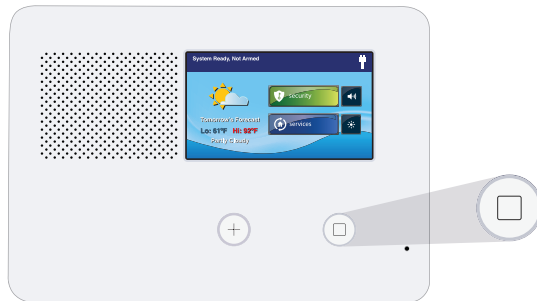 System Ready, Not Armed
security
Tomorrow's Forecast
Lo: 61°F Hi: 92°F
services
Partly Cloudy